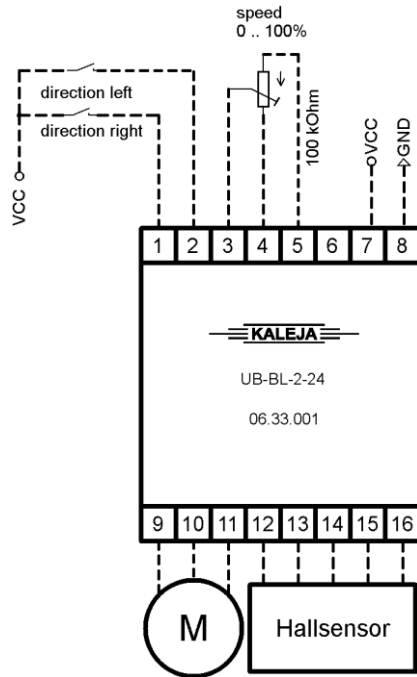 speed
0 .. 100%
direction left
direction right
100 kOhm
VCC
GND
VCC
1 2 3 4 5 6 7 8
KALEJA
UB-BL-2-24
06.33.001
9 10 11 12 13 14 15 16
M
Hallsensor